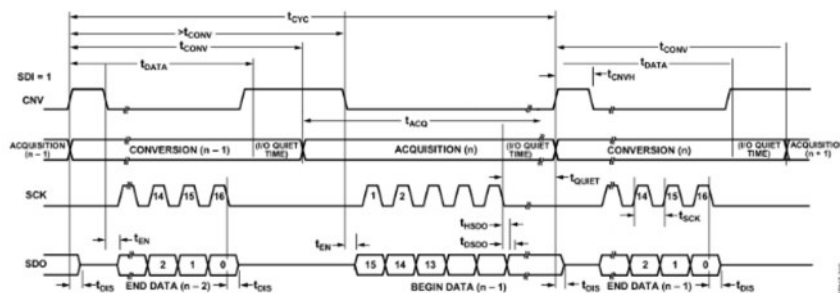 tCYC
>tCONV
tCONV tCONV
tDATA tDATA
SDI = 1 tCNVH
CNV
tACQ
ACQUISITION (n – 1) CONVERSION (n – 1) (I/O QUIET TIME) ACQUISITION (n) (I/O QUIET TIME) CONVERSION (n) (I/O QUIET TIME) ACQUISITION (n + 1)
tQUIET
SCK 14 15 16 1 2 14 15 16
tHSDO tSCK
tEN tEN tDSDO
SDO 2 1 0 15 14 13 2 1 0
tDIS END DATA (n – 2) tDIS BEGIN DATA (n – 1) tDIS END DATA (n – 1) tDIS